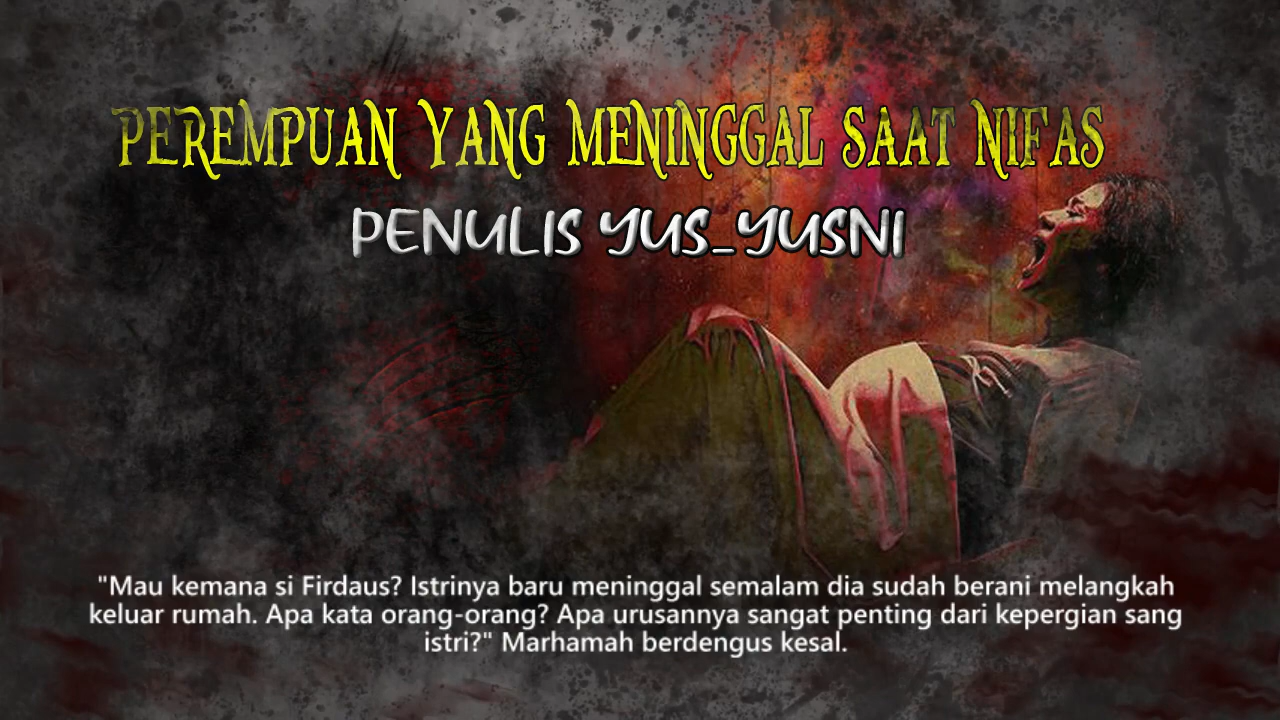 PEREMPUAN YANG MENINGGAL SAAT NIFAS
PENULIS YUS_YUSNI
"Mau kemana si Firdaus? Istrinya baru meninggal semalam dia sudah berani melangkah
keluar rumah. Apa kata orang-orang? Apa urusannya sangat penting dari kepergian sang
istri?" Marhamah berdengus kesal.